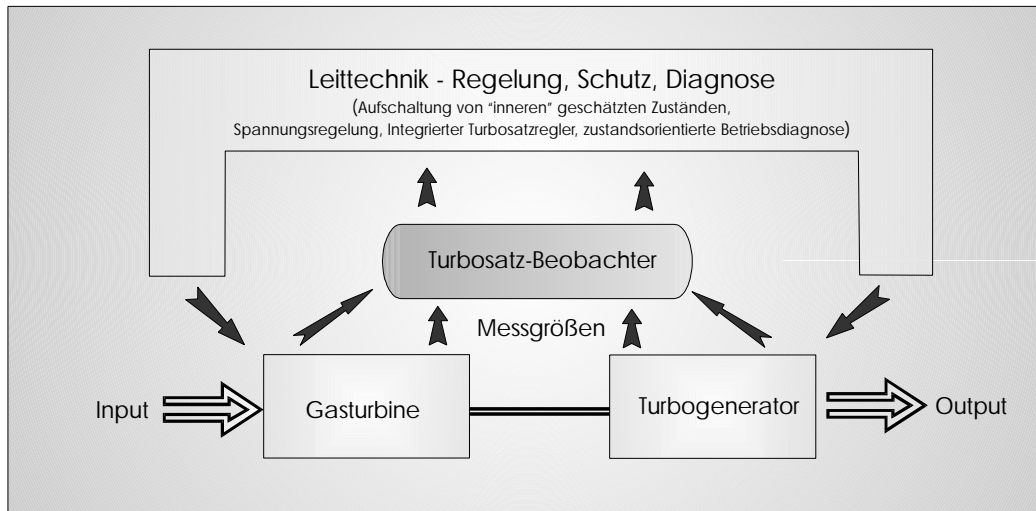 Leittechnik - Regelung, Schutz, Diagnose
(Aufschaltung von "inneren" geschätzten Zuständen,
Spannungsregelung, Integrierter Turbosatzregler, zustandsorientierte Betriebsdiagnose)
Turbosatz-Beobachter
Messgrößen
Input
Gasturbine
Turbogenerator
Output